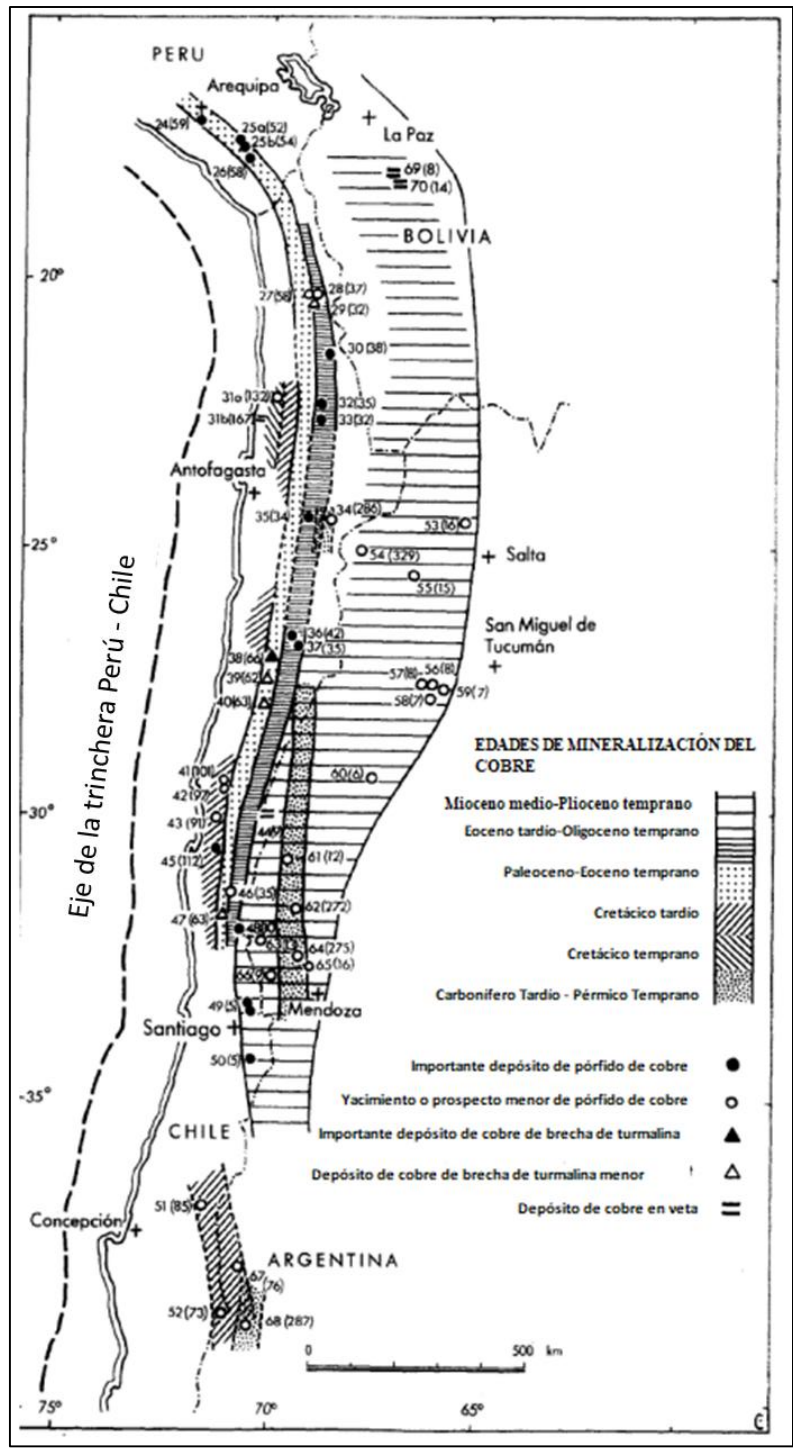 PERU
Arequipa
24(59)
25a(52)
25b(54)
26(58)
La Paz
69(8)
70(14)
BOLIVIA
20°
27(58)
28(37)
29(32)
30(38)
31a(132)
31b(167)
32(35)
33(32)
Antofagasta
35(34)
34(286)
53(16)
25°
54(329)
Salta
55(15)
36(42)
37(35)
San Miguel de
Tucumán
38(66)
39(62)
40(63)
57(8)
56(8)
58(7)
59(7)
Eje de la trinchera Perú - Chile
EDADES DE MINERALIZACIÓN DEL
COBRE
Mioceno medio-Plioceno temprano
Eoceno tardío-Oligoceno temprano
Paleoceno-Eoceno temprano
Cretácico tardío
Cretácico temprano
Carbonífero Tardío - Pérmico Temprano
41(101)
42(97)
43(91)
60(6)
30°
45(112)
61(12)
46(35)
47(63)
62(272)
64(275)
65(16)
49(5)
Mendoza
Santiago
50(5)
Importante depósito de pórfido de cobre
Yacimiento o prospecto menor de pórfido de cobre
Importante depósito de cobre de brecha de turmalina
Depósito de cobre de brecha de turmalina menor
Depósito de cobre en veta
-35°
CHILE
51(85)
Concepción
ARGENTINA
67
(76)
52(73)
68(287)
0 500 km
75° 70° 65°